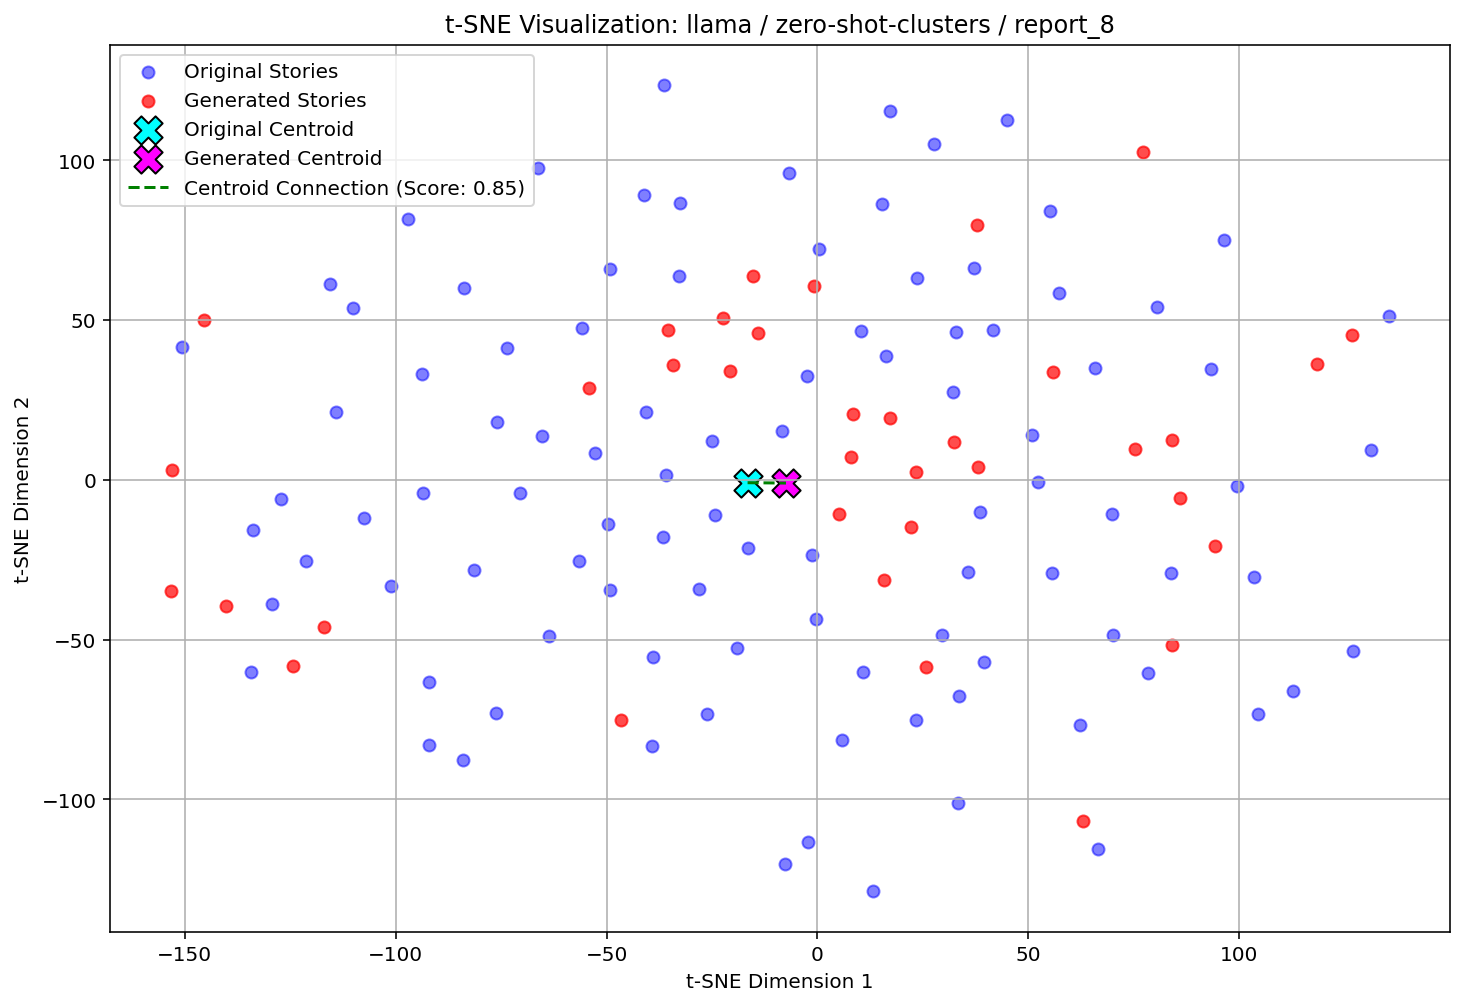 t-SNE Visualization: llama / zero-shot-clusters / report_8
Original Stories
Generated Stories
Original Centroid
Generated Centroid
Centroid Connection (Score: 0.85)
t-SNE Dimension 2
100
50
0
−50
−100
−150
−100
−50
0
50
100
t-SNE Dimension 1